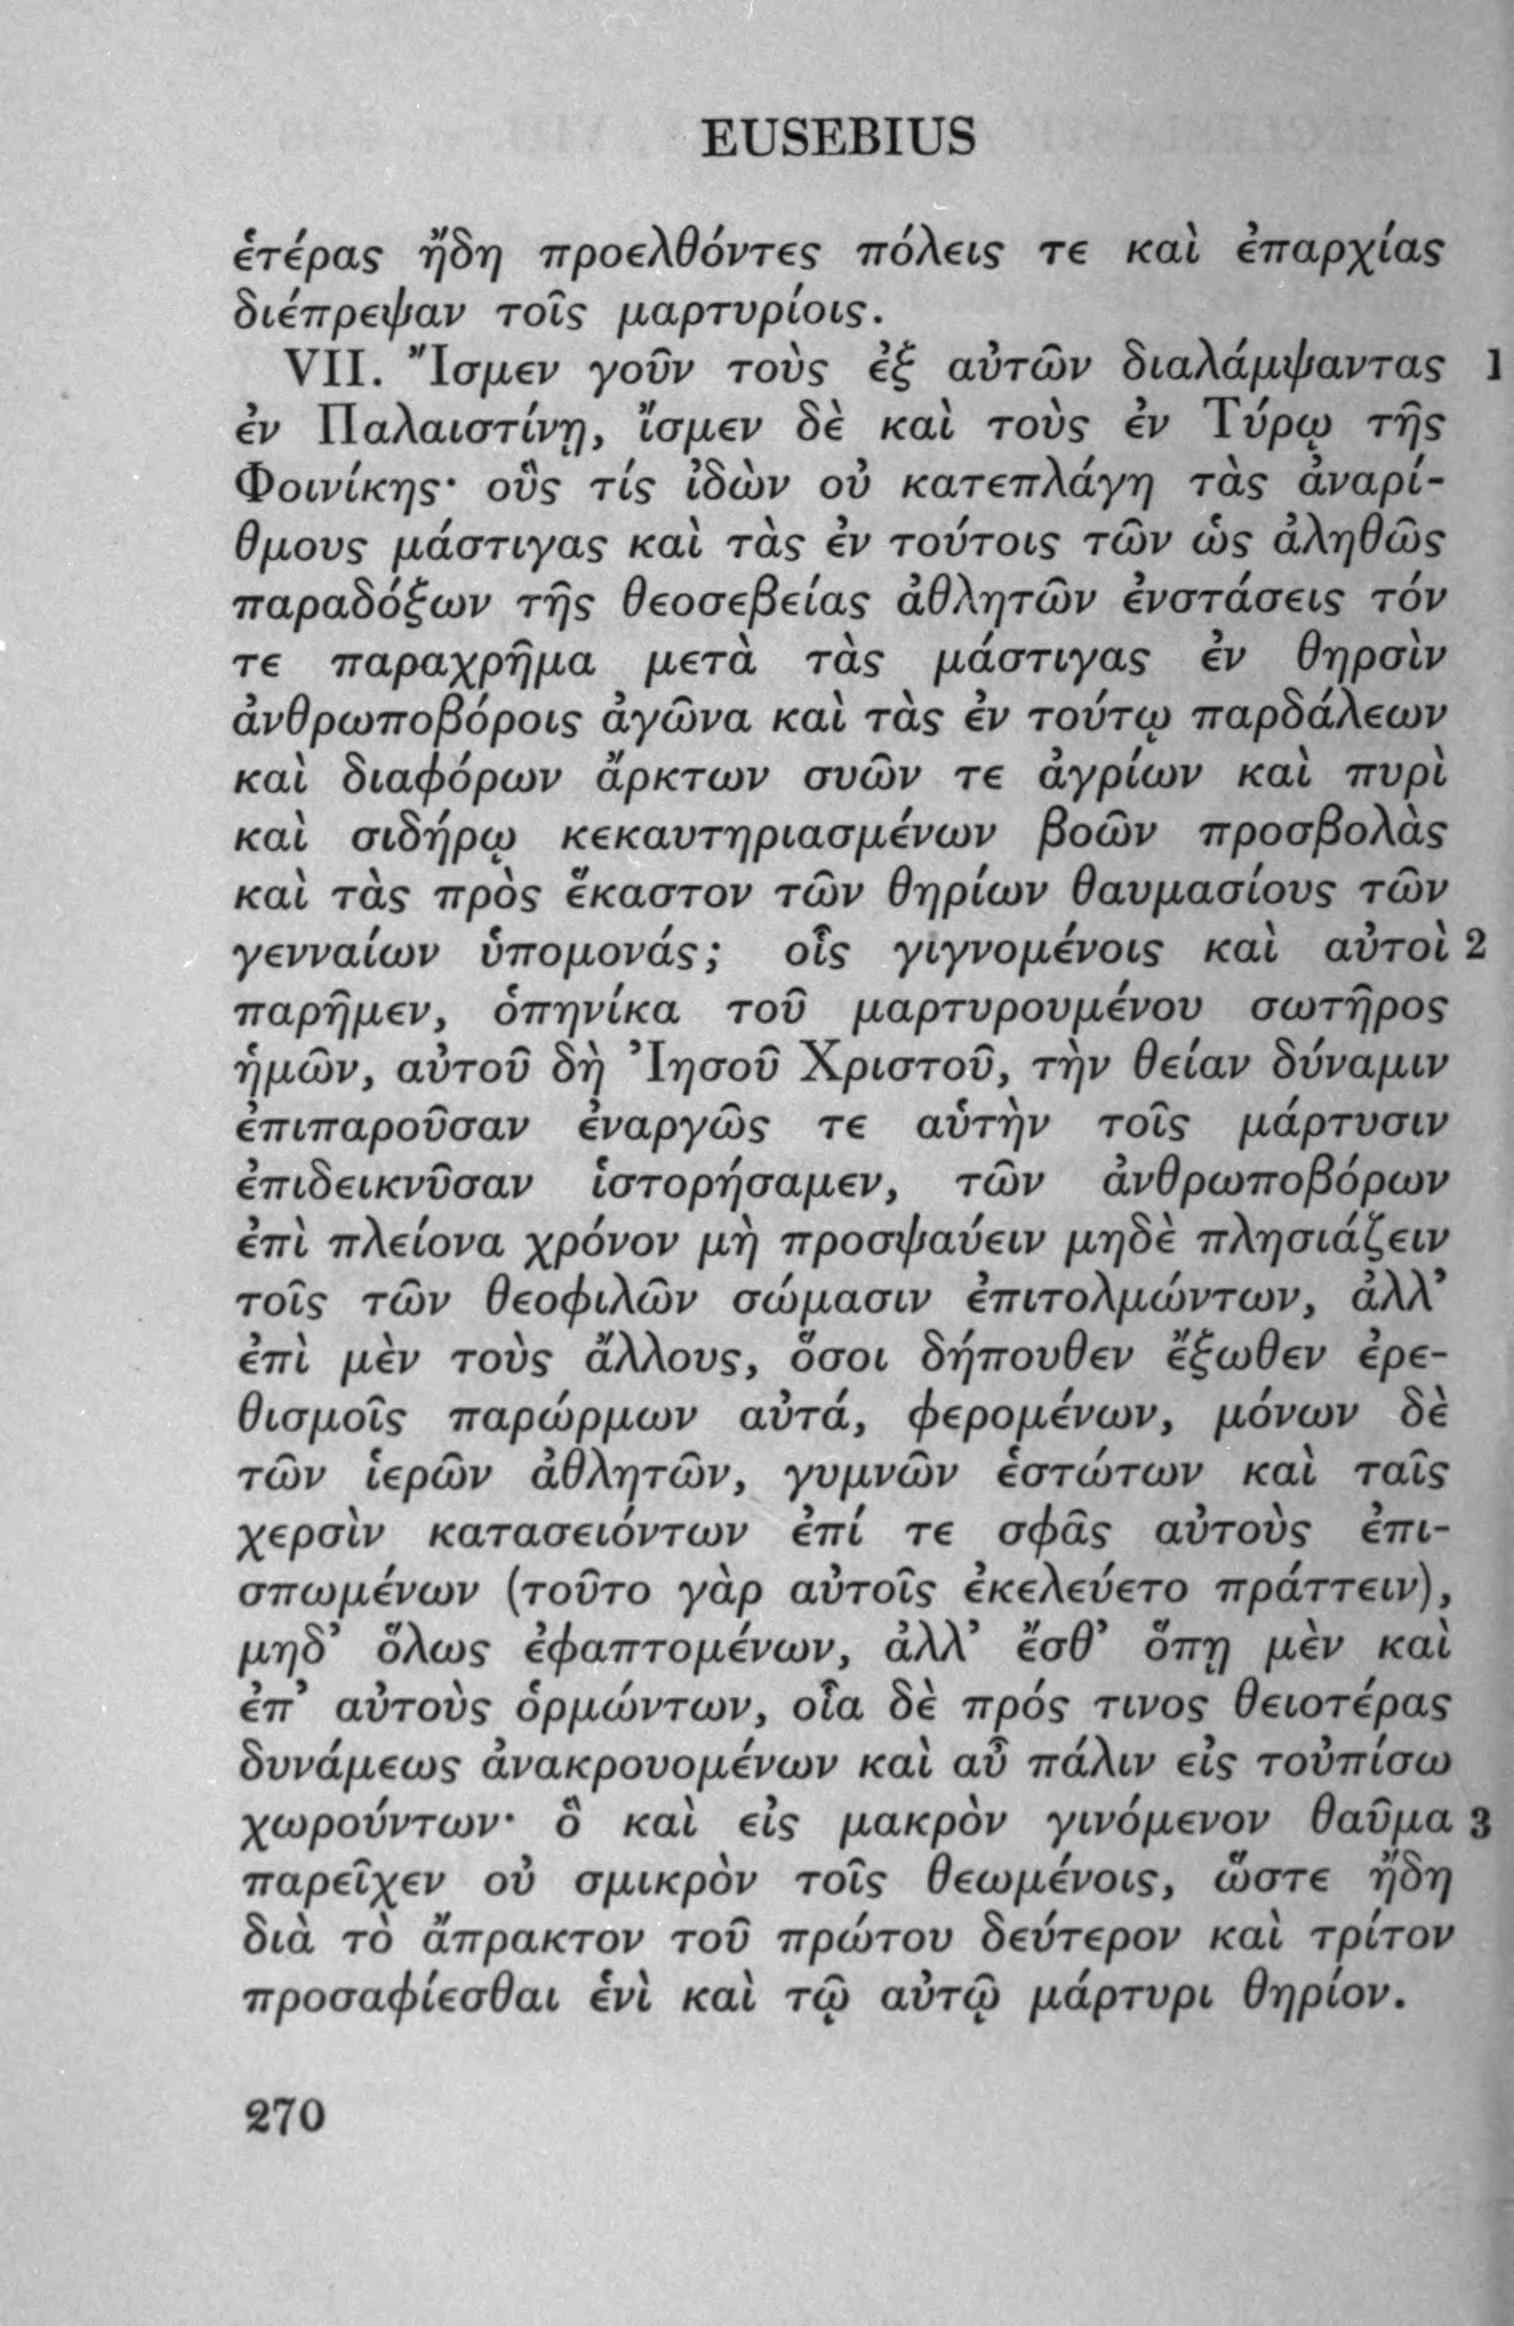 EUSEBIUS
ἑτέρας ἤδη προελθόντες πόλεις τε καὶ ἐπαρχίας
διέπρεψαν τοῖς μαρτυρίοις.
VII. Ἴσμεν γοῦν τοὺς ἐξ αὐτῶν διαλάμψαντας 1
ἐν Παλαιστίνῃ, ἴσμεν δὲ καὶ τοὺς ἐν Τύρῳ τῆς
Φοινίκης· οὓς τίς ἰδὼν οὐ κατεπλάγη τὰς ἀναρί-
θμους μάστιγας καὶ τὰς ἐν τούτοις τῶν ὡς ἀληθῶς
παραδόξων τῆς θεοσεβείας ἀθλητῶν ἐνστάσεις τόν
τε παραχρῆμα μετὰ τὰς μάστιγας ἐν θηρσὶν
ἀνθρωποβόροις ἀγῶνα καὶ τὰς ἐν τούτῳ παρδάλεων
καὶ διαφόρων ἄρκτων συῶν τε ἀγρίων καὶ πυρὶ
καὶ σιδήρῳ κεκαυτηριασμένων βοῶν προσβολὰς
καὶ τὰς πρὸς ἕκαστον τῶν θηρίων θαυμασίους τῶν
γενναίων ὑπομονάς; οἷς γιγνομένοις καὶ αὐτοὶ 2
παρῆμεν, ὁπηνίκα τοῦ μαρτυρουμένου σωτῆρος
ἡμῶν, αὐτοῦ δὴ Ἰησοῦ Χριστοῦ, τὴν θείαν δύναμιν
ἐπιπαροῦσαν ἐναργῶς τε αὑτὴν τοῖς μάρτυσιν
ἐπιδεικνῦσαν ἱστορήσαμεν, τῶν ἀνθρωποβόρων
ἐπὶ πλείονα χρόνον μὴ προσψαύειν μηδὲ πλησιάζειν
τοῖς τῶν θεοφιλῶν σώμασιν ἐπιτολμώντων, ἀλλ’
ἐπὶ μὲν τοὺς ἄλλους, ὅσοι δήπουθεν ἔξωθεν ἐρε-
θισμοῖς παρώρμων αὐτά, φερομένων, μόνων δὲ
τῶν ἱερῶν ἀθλητῶν, γυμνῶν ἑστώτων καὶ ταῖς
χερσὶν κατασειόντων ἐπί τε σφᾶς αὐτοὺς ἐπι-
σπωμένων (τοῦτο γὰρ αὐτοῖς ἐκελεύετο πράττειν),
μηδ’ ὅλως ἐφαπτομένων, ἀλλ’ ἔσθ’ ὅπῃ μὲν καὶ
ἐπ’ αὐτοὺς ὁρμώντων, οἷα δὲ πρός τινος θειοτέρας
δυνάμεως ἀνακρουομένων καὶ αὖ πάλιν εἰς τοὐπίσω
χωρούντων· ὃ καὶ εἰς μακρὸν γινόμενον θαῦμα 3
παρεῖχεν οὐ σμικρὸν τοῖς θεωμένοις, ὥστε ἤδη
διὰ τὸ ἄπρακτον τοῦ πρώτου δεύτερον καὶ τρίτον
προσαφίεσθαι ἑνὶ καὶ τῷ αὐτῷ μάρτυρι θηρίον.
270